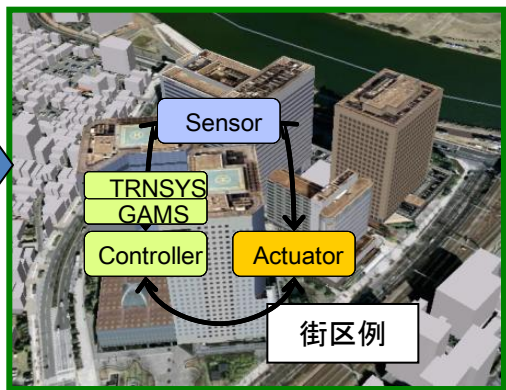 Sensor
TRNSYS
GAMS
Controller
Actuator
街区例